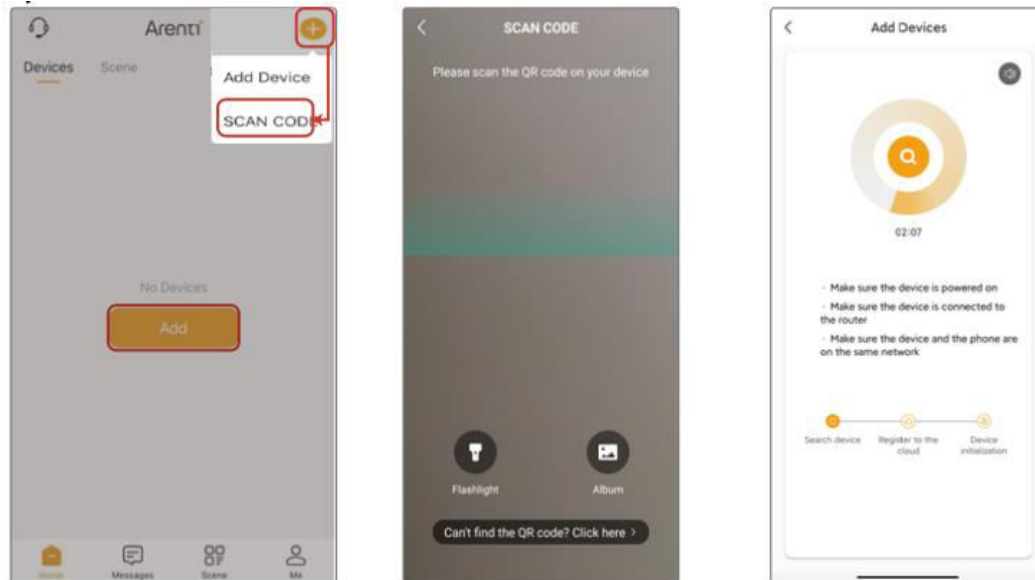 Arenti
Devices
Scene
Add Device
SCAN CODE
No Devices
Add
Home
Messages
Scene
Me
SCAN CODE
Please scan the QR code on your device
Flashlight
Album
Can't find the QR code? Click here >
Add Devices
02:07
· Make sure the device is powered on
· Make sure the device is connected to
the router
· Make sure the device and the phone are
on the same network
Search device
Register to the
cloud
Device
initialization